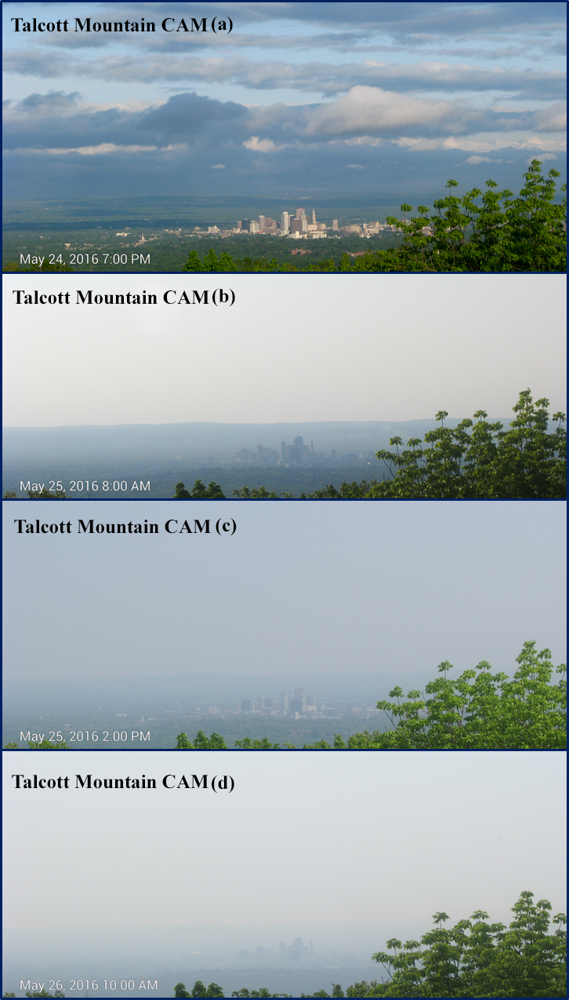 Talcott Mountain CAM (a)
May 24, 2016 7:00 PM
Talcott Mountain CAM (b)
May 25, 2016 8:00 AM
Talcott Mountain CAM (c)
May 25, 2016 2:00 PM
Talcott Mountain CAM (d)
May 26, 2016 10:00 AM